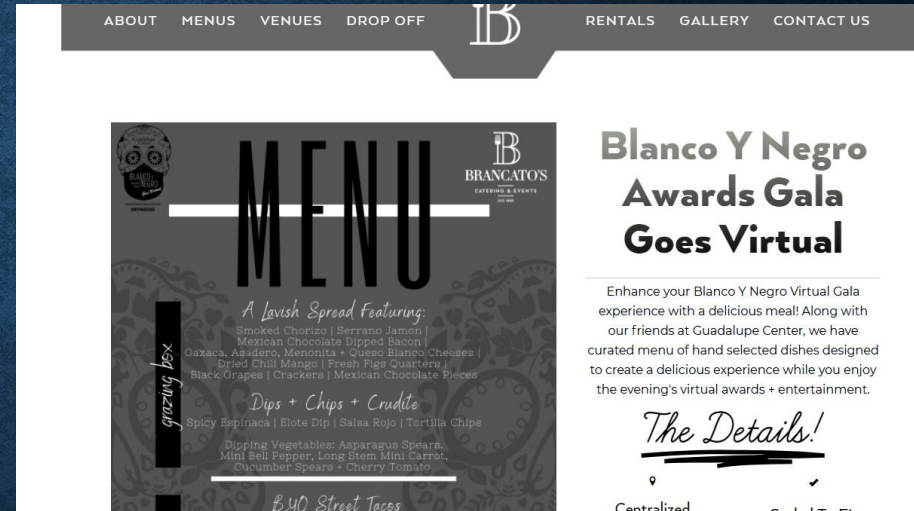 ABOUT MENUS VENUES DROP OFF B RENTALS GALLERY CONTACT US
BLANCO Y
NEGRO
MENU
B
BRANCATO'S
CATERING & EVENTS
grazing box
A Lavish Spread Featuring:
Smoked Chorizo | Serrano Jamon |
Mexican Chocolate Dipped Bacon |
Oaxaca, Asadero, Menonita + Queso Blanco Cheeses |
Dried Chili Mango | Fresh Figs Quarters |
Black Grapes | Crackers | Mexican Chocolate Pieces
Dips + Chips + Crudite
Spicy Espinaca | Elote Dip | Salsa Rojo | Tortilla Chips
Dipping Vegetables: Asparagus Spears,
Mini Bell Pepper, Long Stem Mini Carrot,
Cucumber Spears + Cherry Tomato
BYO Street Tacos
Blanco Y Negro
Awards Gala
Goes Virtual
Enhance your Blanco Y Negro Virtual Gala
experience with a delicious meal! Along with
our friends at Guadalupe Center, we have
curated menu of hand selected dishes designed
to create a delicious experience while you enjoy
the evening's virtual awards + entertainment.
The Details!
Centralized